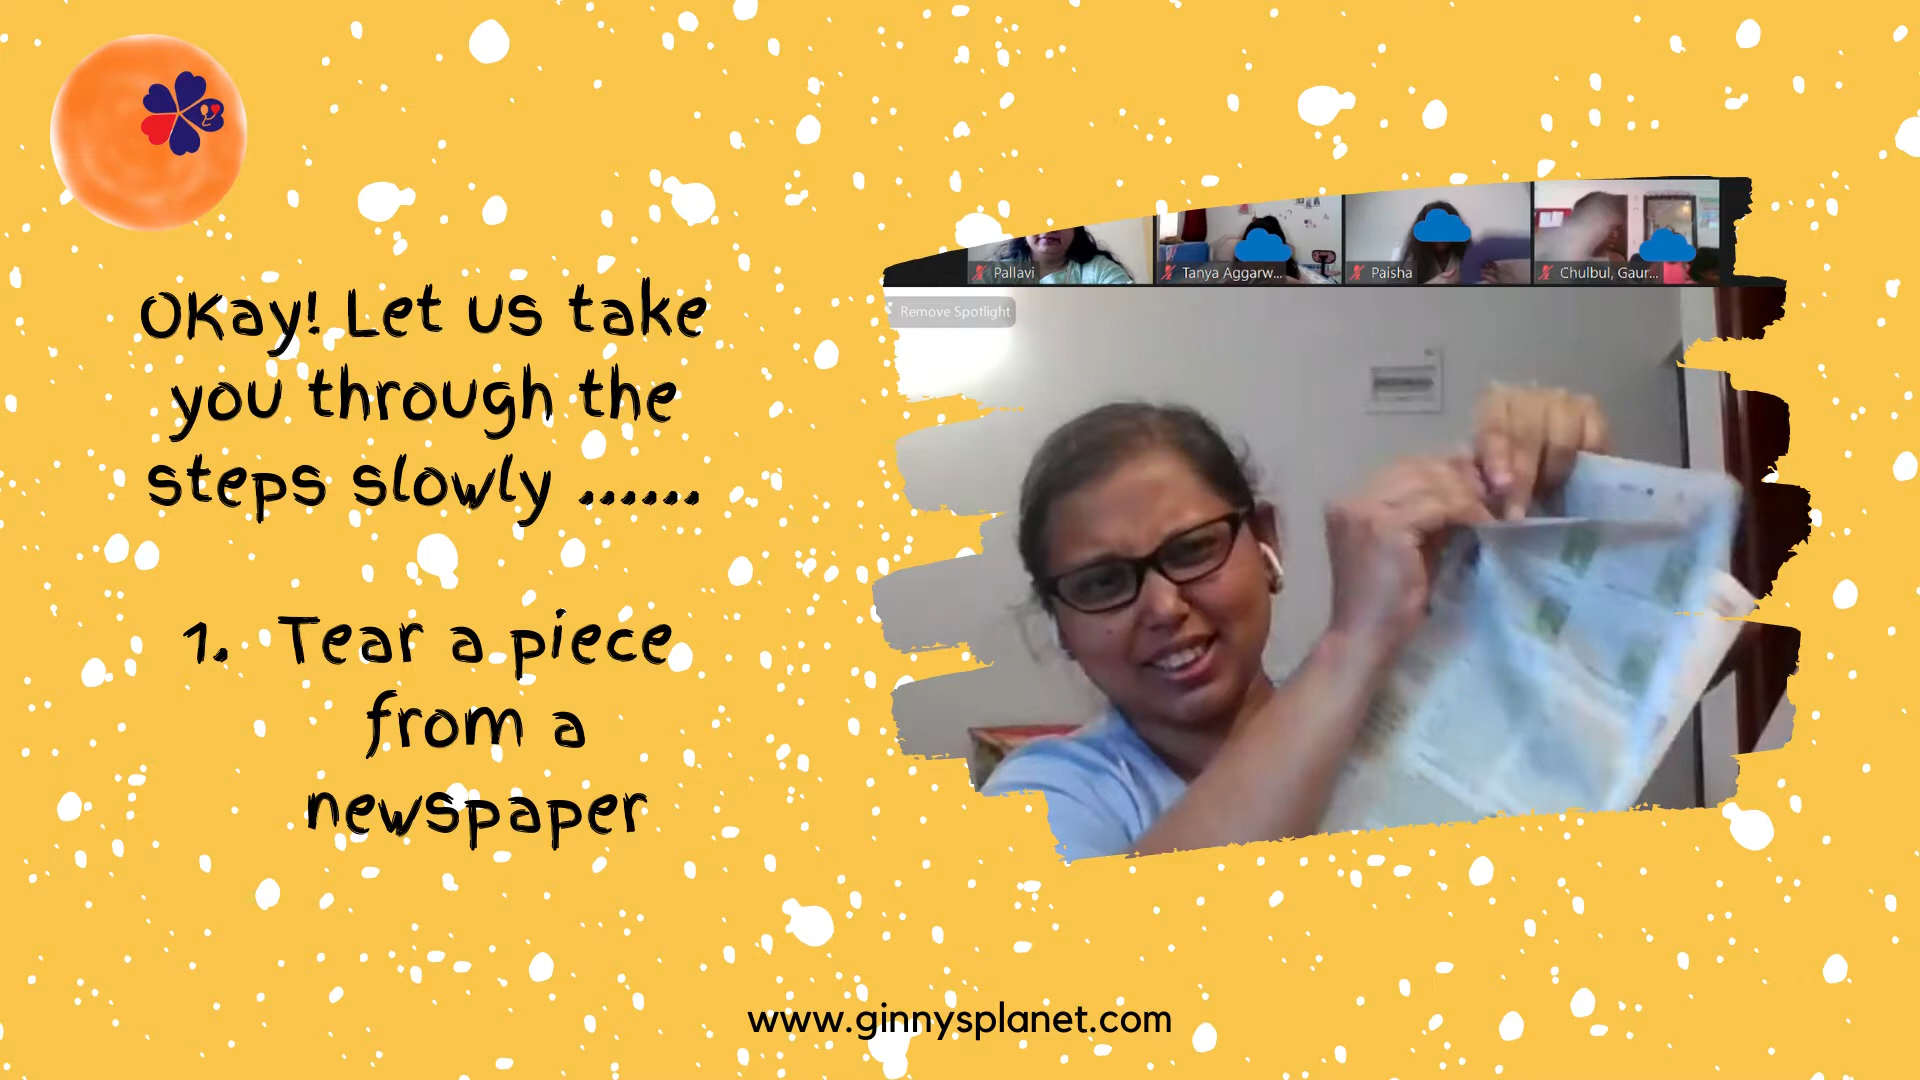 OKay! Let us take
you through the
steps slowly ......
1. Tear a piece
from a
newspaper
Pallavi
Tanya Aggarw...
Paisha
Chulbul, Gaur...
Remove Spotlight
www.ginnysplanet.com